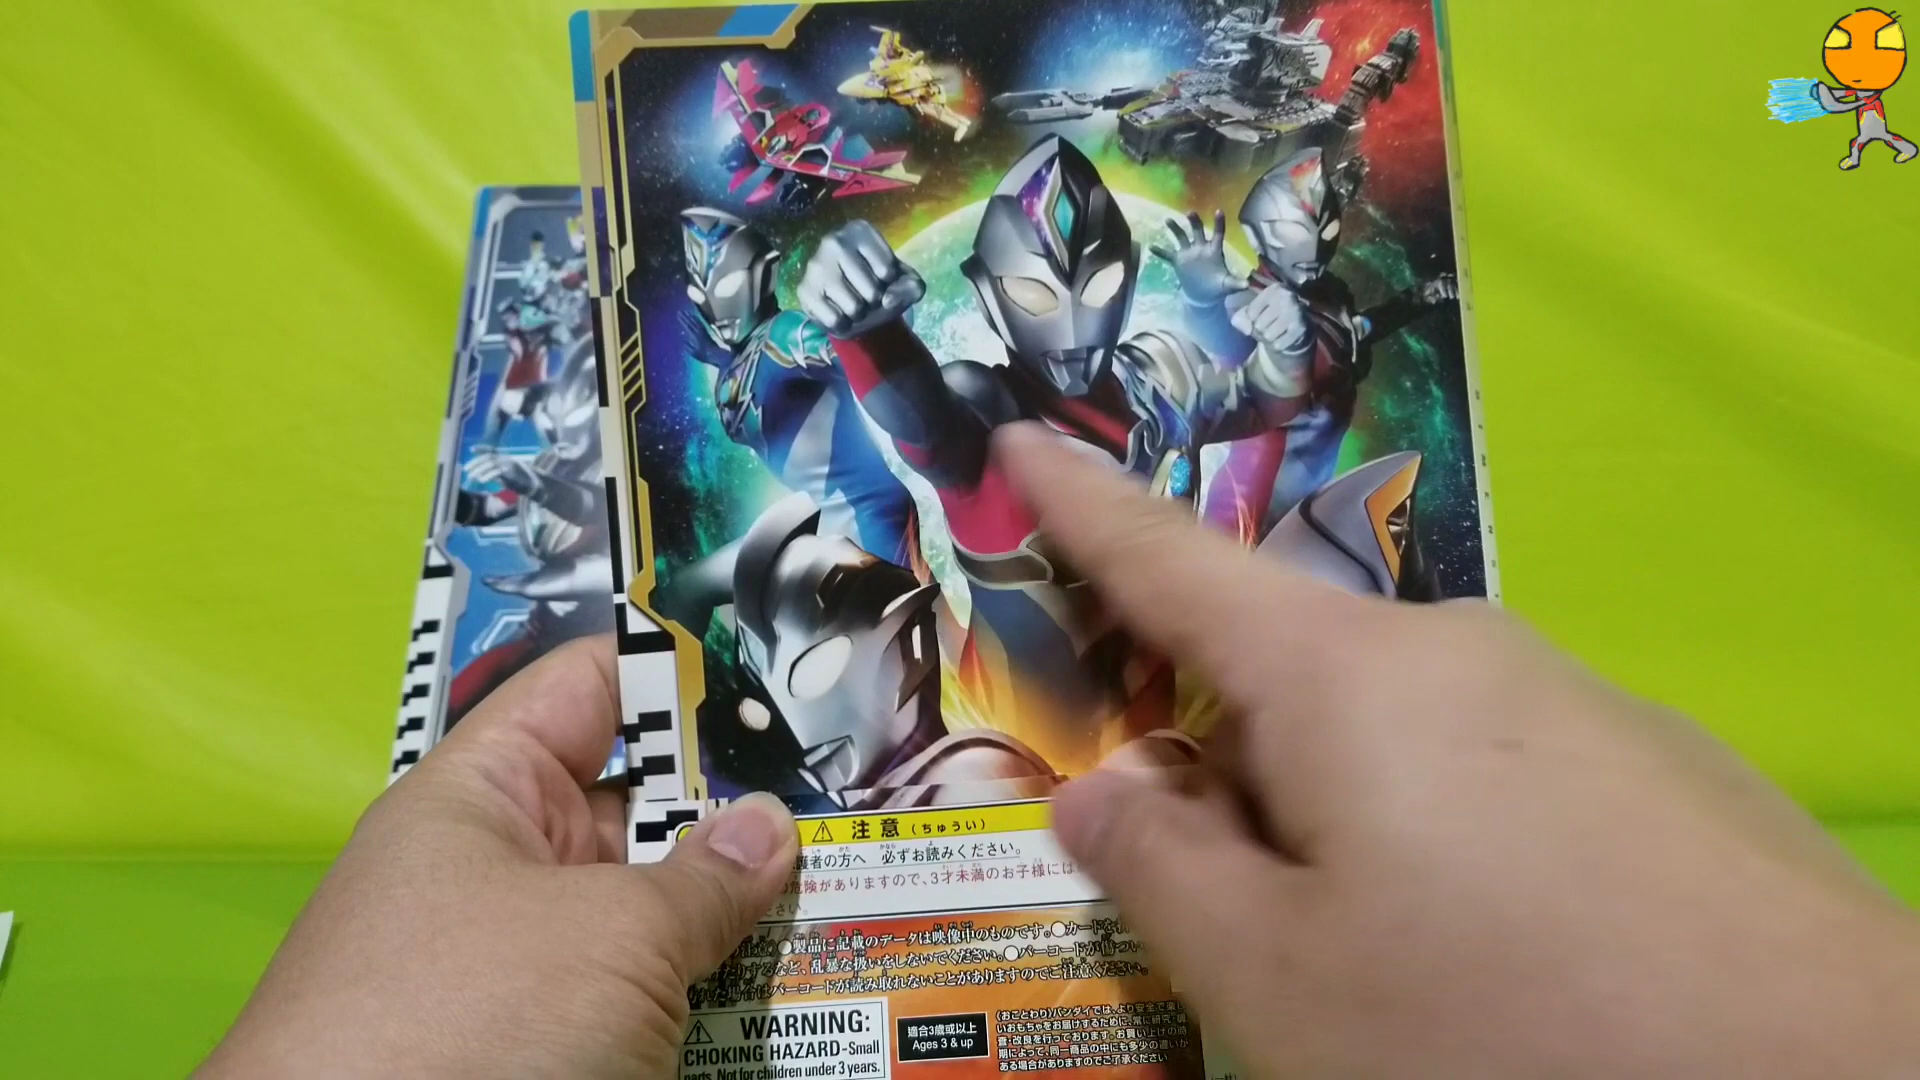 注意(ちゅうい)
護者の方へ 必ずお読みください。
の危険がありますので、3才未満のお子様には
ださい。
●製品に記載のデータは映像中のものです。●カードを
たりするなど、乱暴な扱いをしないでください。●バーコードが傷つい
れた場合はバーコードが読み取れないことがありますのでご注意ください。
WARNING:
CHOKING HAZARD-Small
parts. Not for children under 3 years.
適合3歲或以上
Ages 3 & up
〈おことわり〉バンダイでは、より安全で楽し
いおもちゃをお届けするために、常に研究・調
査・改良を行っております。お買い上げの時
期によって、同一商品の中にも多少の違いが
ある場合がありますのでご了承ください。